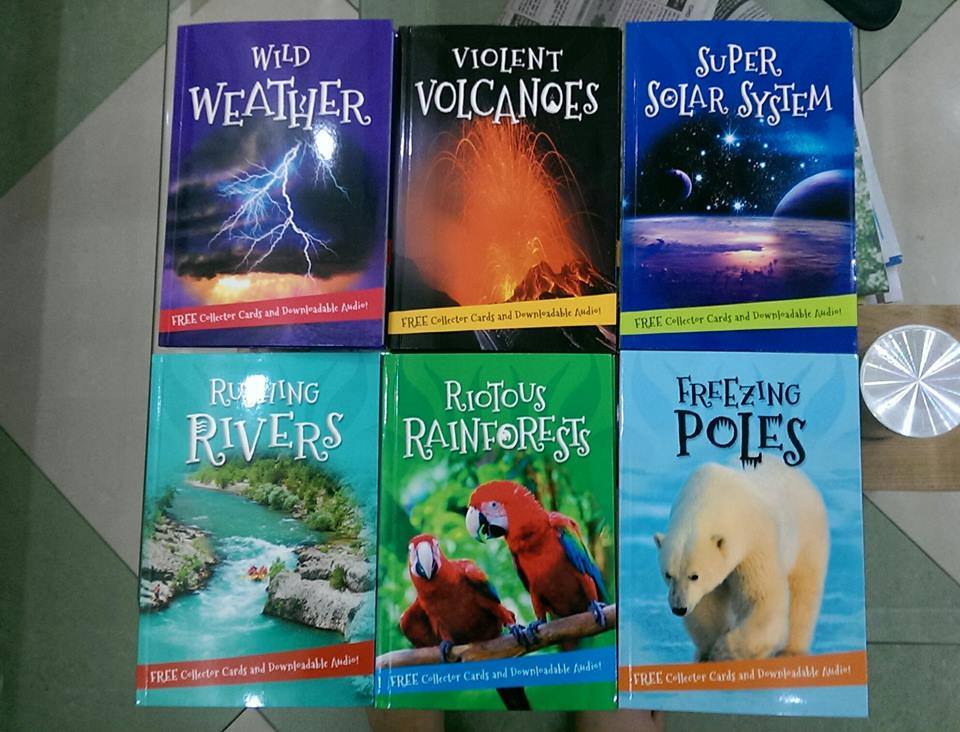 WILD
WEATHER
FREE Collector Cards and Downloadable Audio!
VIOLENT
VOLCANOES
FREE Collector Cards and Downloadable Audio!
SUPER
SOLAR SYSTEM
FREE Collector Cards and Downloadable Audio!
RIVERS
FREE Collector Cards and Downloadable Audio!
RIOTOUS
RAINFORESTS
FREE Collector Cards and Downloadable Audio!
FREEZING
POLES
FREE Collector Cards and Downloadable Audio!